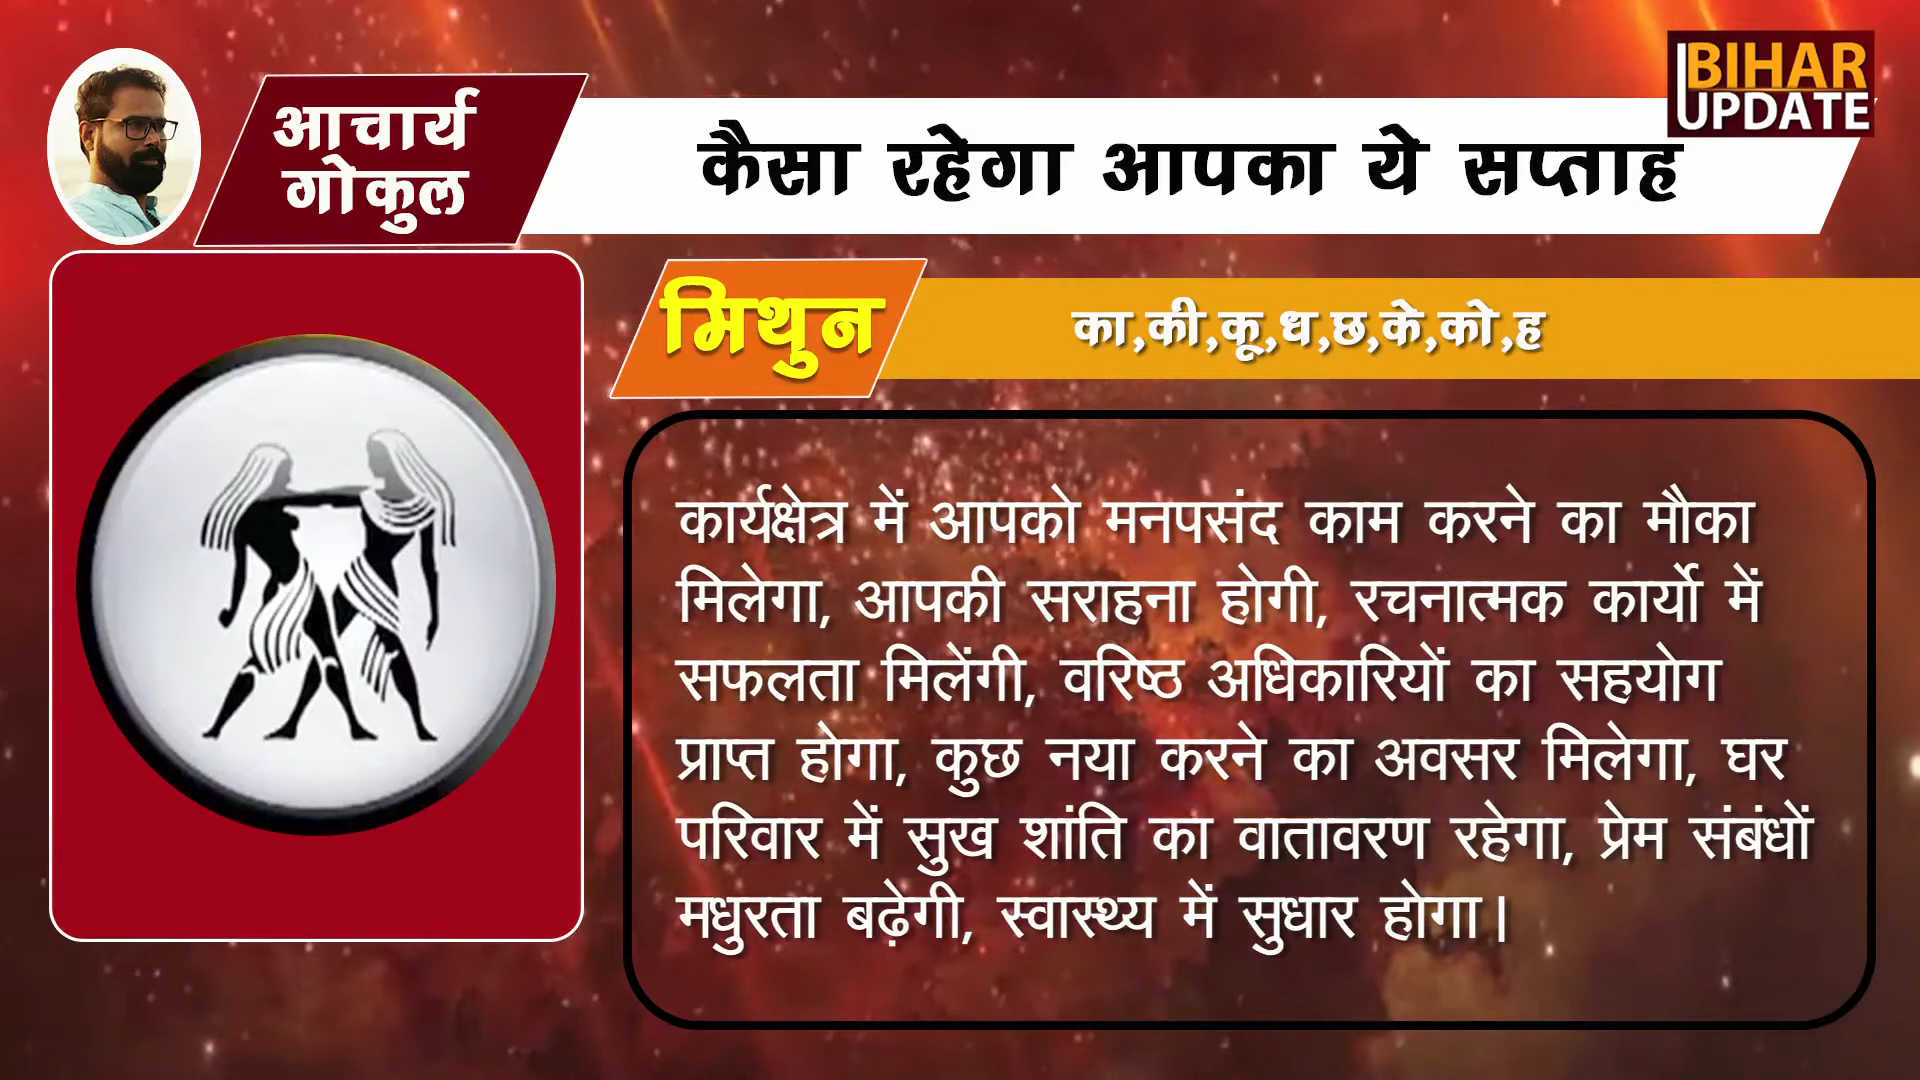 आचार्य
गोकुल
कैसा रहेगा आपका ये सप्ताह
BIHAR
UPDATE
मिथुन
का,की,कू,ध,छ,के,को,ह
कार्यक्षेत्र में आपको मनपसंद काम करने का मौका
मिलेगा, आपकी सराहना होगी, रचनात्मक कार्यो में
सफलता मिलेंगी, वरिष्ठ अधिकारियों का सहयोग
प्राप्त होगा, कुछ नया करने का अवसर मिलेगा, घर
परिवार में सुख शांति का वातावरण रहेगा, प्रेम संबंधों
मधुरता बढ़ेगी, स्वास्थ्य में सुधार होगा।